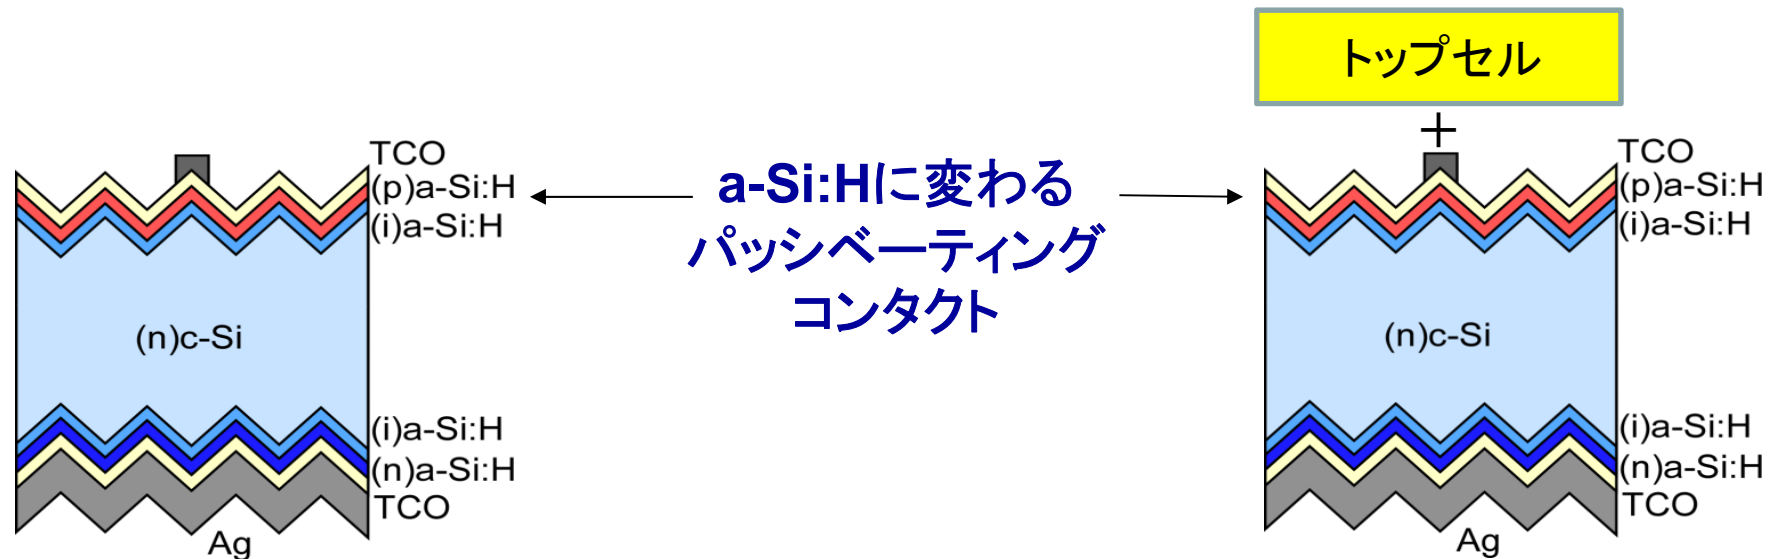 トップセル
+
TCO
(p)a-Si:H
(i)a-Si:H
(n)c-Si
(i)a-Si:H
(n)a-Si:H
TCO
Ag
a-Si:Hに変わる
パッシベーティング
コンタクト
TCO
(p)a-Si:H
(i)a-Si:H
(n)c-Si
(i)a-Si:H
(n)a-Si:H
TCO
Ag